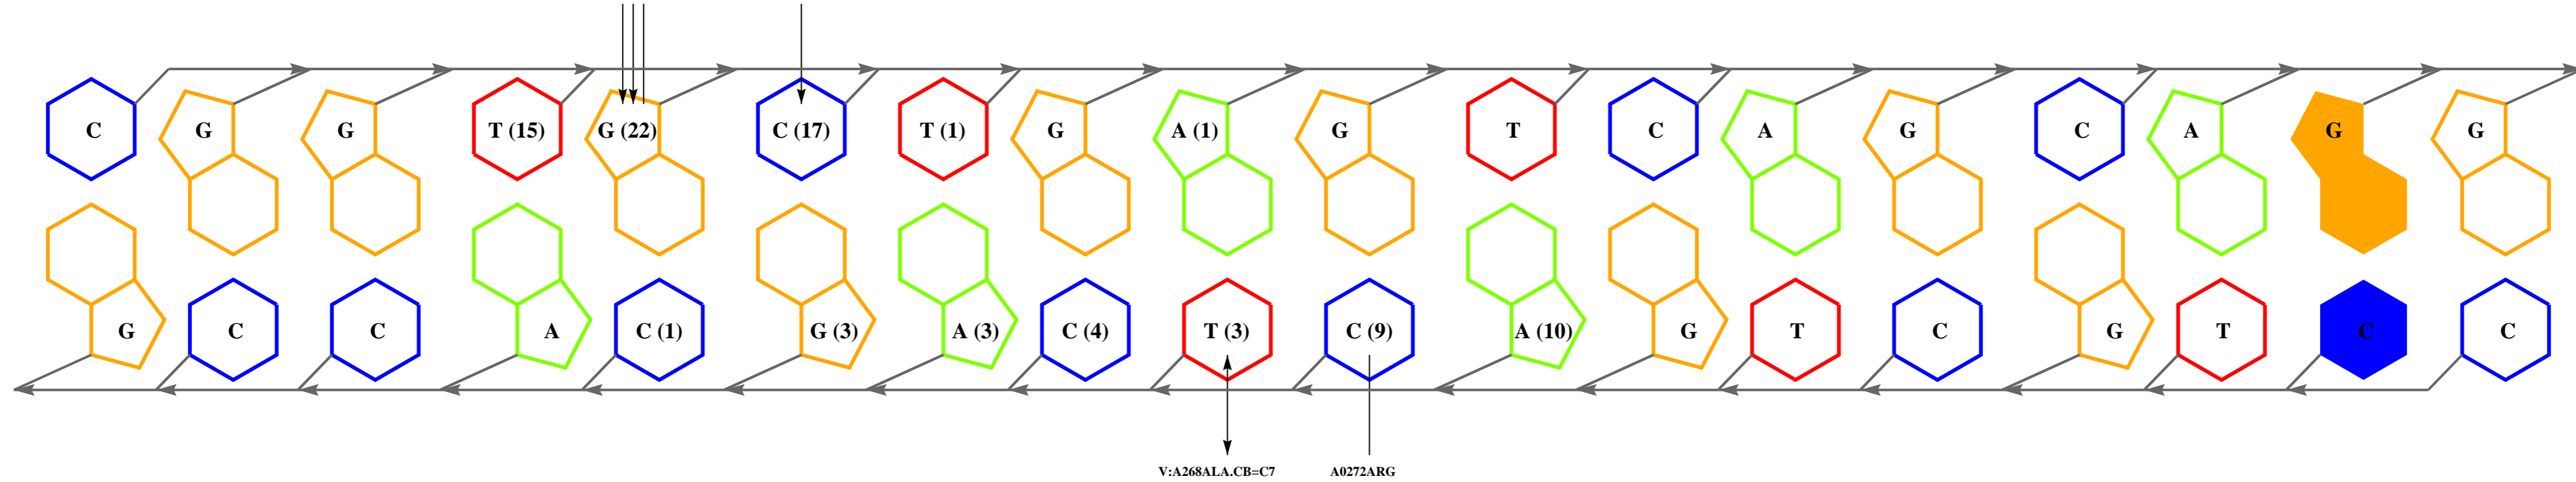 C G G T (15) G (22) C (17) T (1) G A (1) G T C A G C A G G
G C C A C (1) G (3) A (3) C (4) T (3) C (9) A (10) G T C G T C C
V:A268ALA.CB=C7 A0272ARG